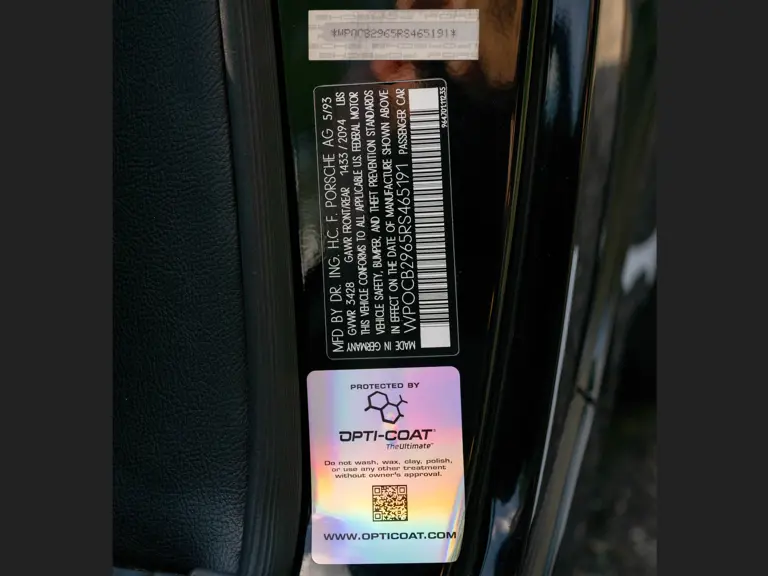 *WP0CB2965RS465191*
MFD BY DR. ING. H.C. F. PORSCHE AG 5/93
GVWR 3428 GAWR FRONT/REAR 1433/2094 LBS
THIS VEHICLE CONFORMS TO ALL APPLICABLE U.S. FEDERAL MOTOR
VEHICLE SAFETY, BUMPER, AND THEFT PREVENTION STANDARDS
IN EFFECT ON THE DATE OF MANUFACTURE SHOWN ABOVE
WP0CB2965RS465191 PASSENGER CAR
MADE IN GERMANY
PROTECTED BY
OPTI-COAT®
TheUltimate™
Do not wash, wax, clay, polish,
or use any other treatment
without owner's approval.
WWW.OPTICOAT.COM